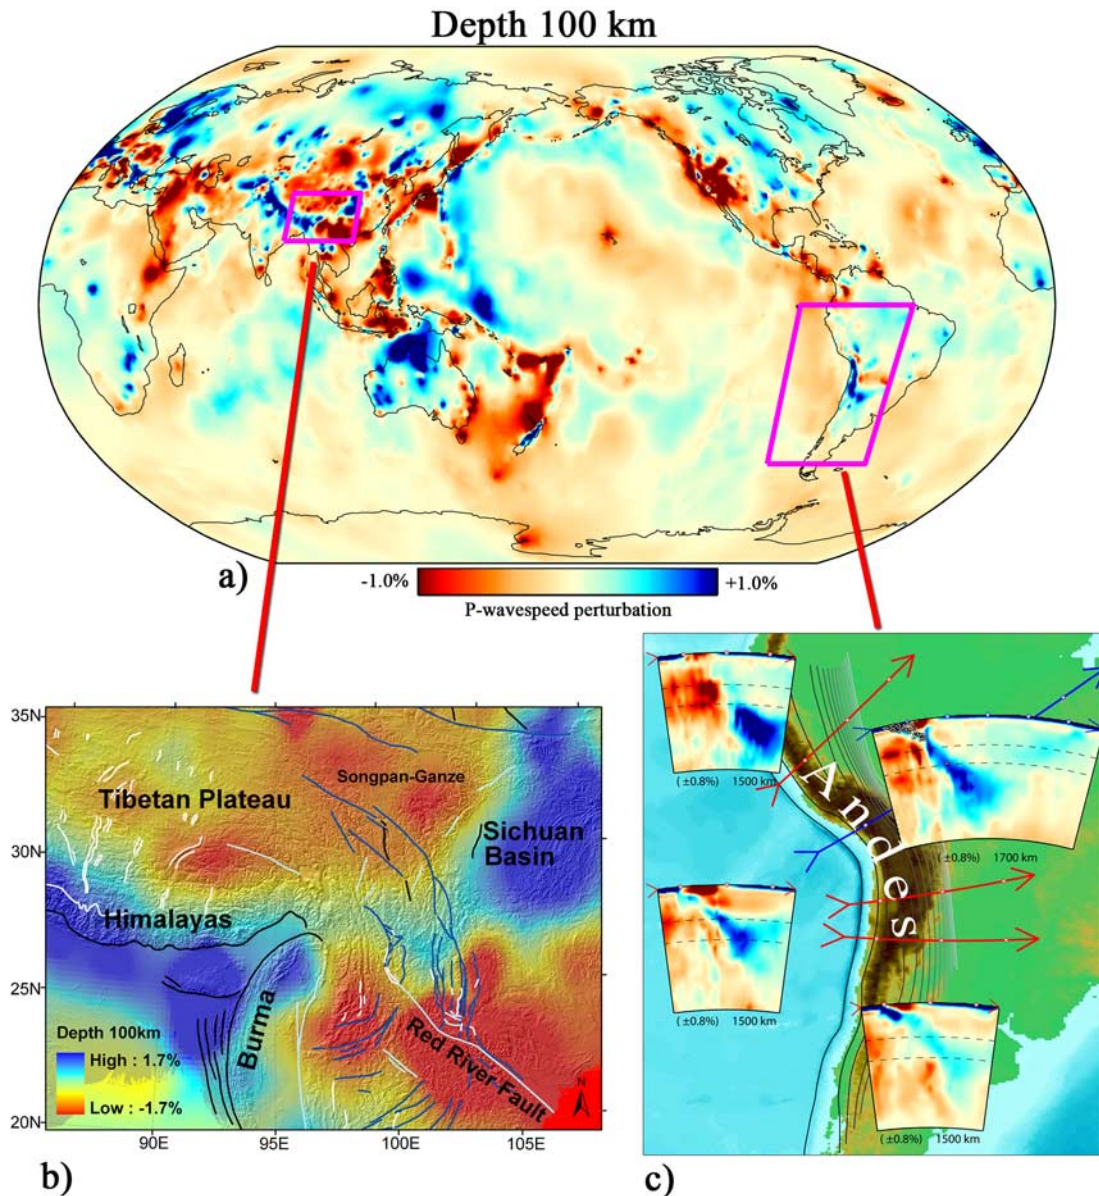 Depth 100 km
a)
-1.0%
+1.0%
P-wavespeed perturbation
35N
30N
25N
20N
90E
95E
100E
105E
Songpan-Ganze
Tibetan Plateau
Sichuan
Basin
Himalayas
Burma
Red River Fault
Depth 100km
High : 1.7%
Low : -1.7%
N
b)
(±0.8%) 1500 km
(±0.8%) 1700 km
Andes
(±0.8%) 1500 km
(±0.8%) 1500 km
c)